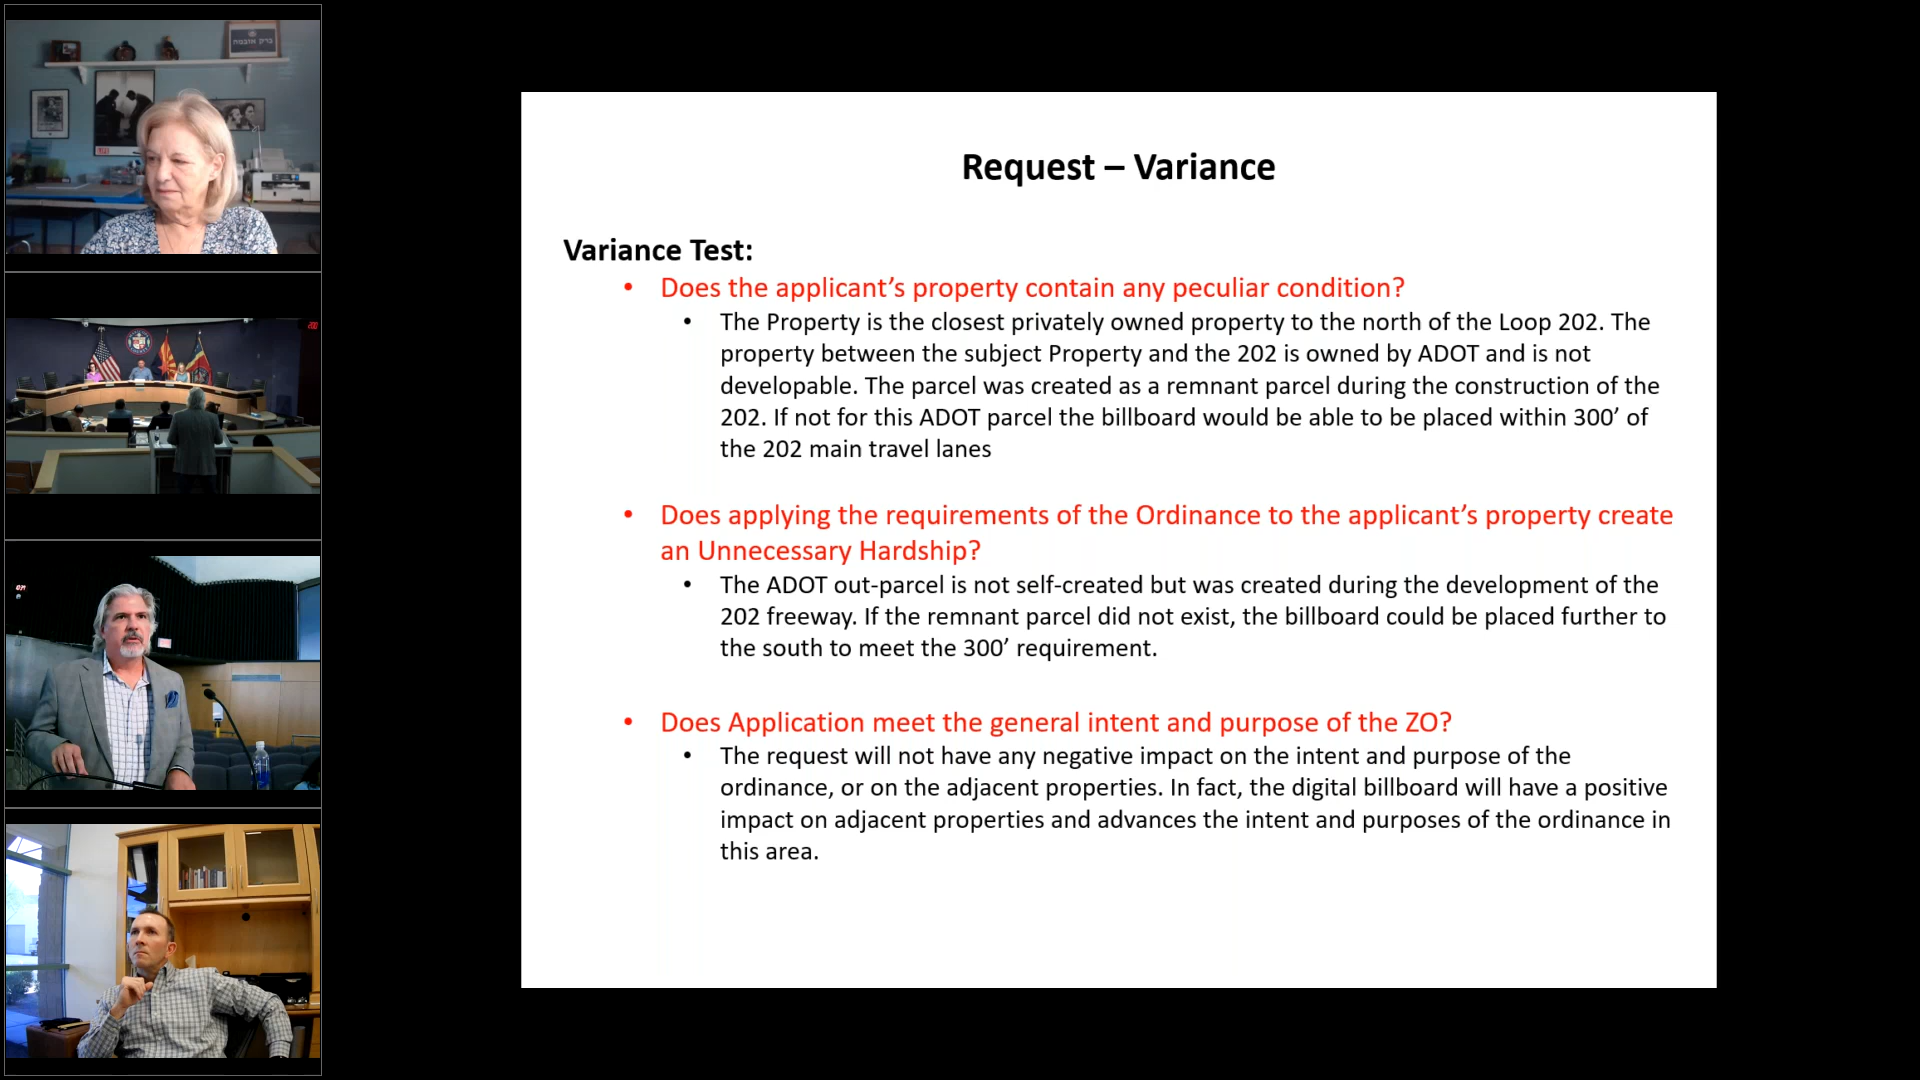 ברק אובמה
LIFE
Request – Variance
Variance Test:
• Does the applicant’s property contain any peculiar condition?
• The Property is the closest privately owned property to the north of the Loop 202. The
property between the subject Property and the 202 is owned by ADOT and is not
developable. The parcel was created as a remnant parcel during the construction of the
202. If not for this ADOT parcel the billboard would be able to be placed within 300’ of
the 202 main travel lanes
• Does applying the requirements of the Ordinance to the applicant’s property create
an Unnecessary Hardship?
• The ADOT out-parcel is not self-created but was created during the development of the
202 freeway. If the remnant parcel did not exist, the billboard could be placed further to
the south to meet the 300’ requirement.
• Does Application meet the general intent and purpose of the ZO?
• The request will not have any negative impact on the intent and purpose of the
ordinance, or on the adjacent properties. In fact, the digital billboard will have a positive
impact on adjacent properties and advances the intent and purposes of the ordinance in
this area.